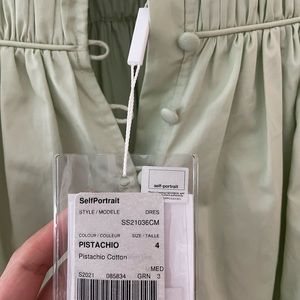 self-portrait
SelfPortrait
STYLE / MODELE DRES
SS21036CM
COLOUR / COULEUR SIZE / TAILLE
PISTACHIO 4
Pistachio Cotton
MED
S2021 085834 GRN 3